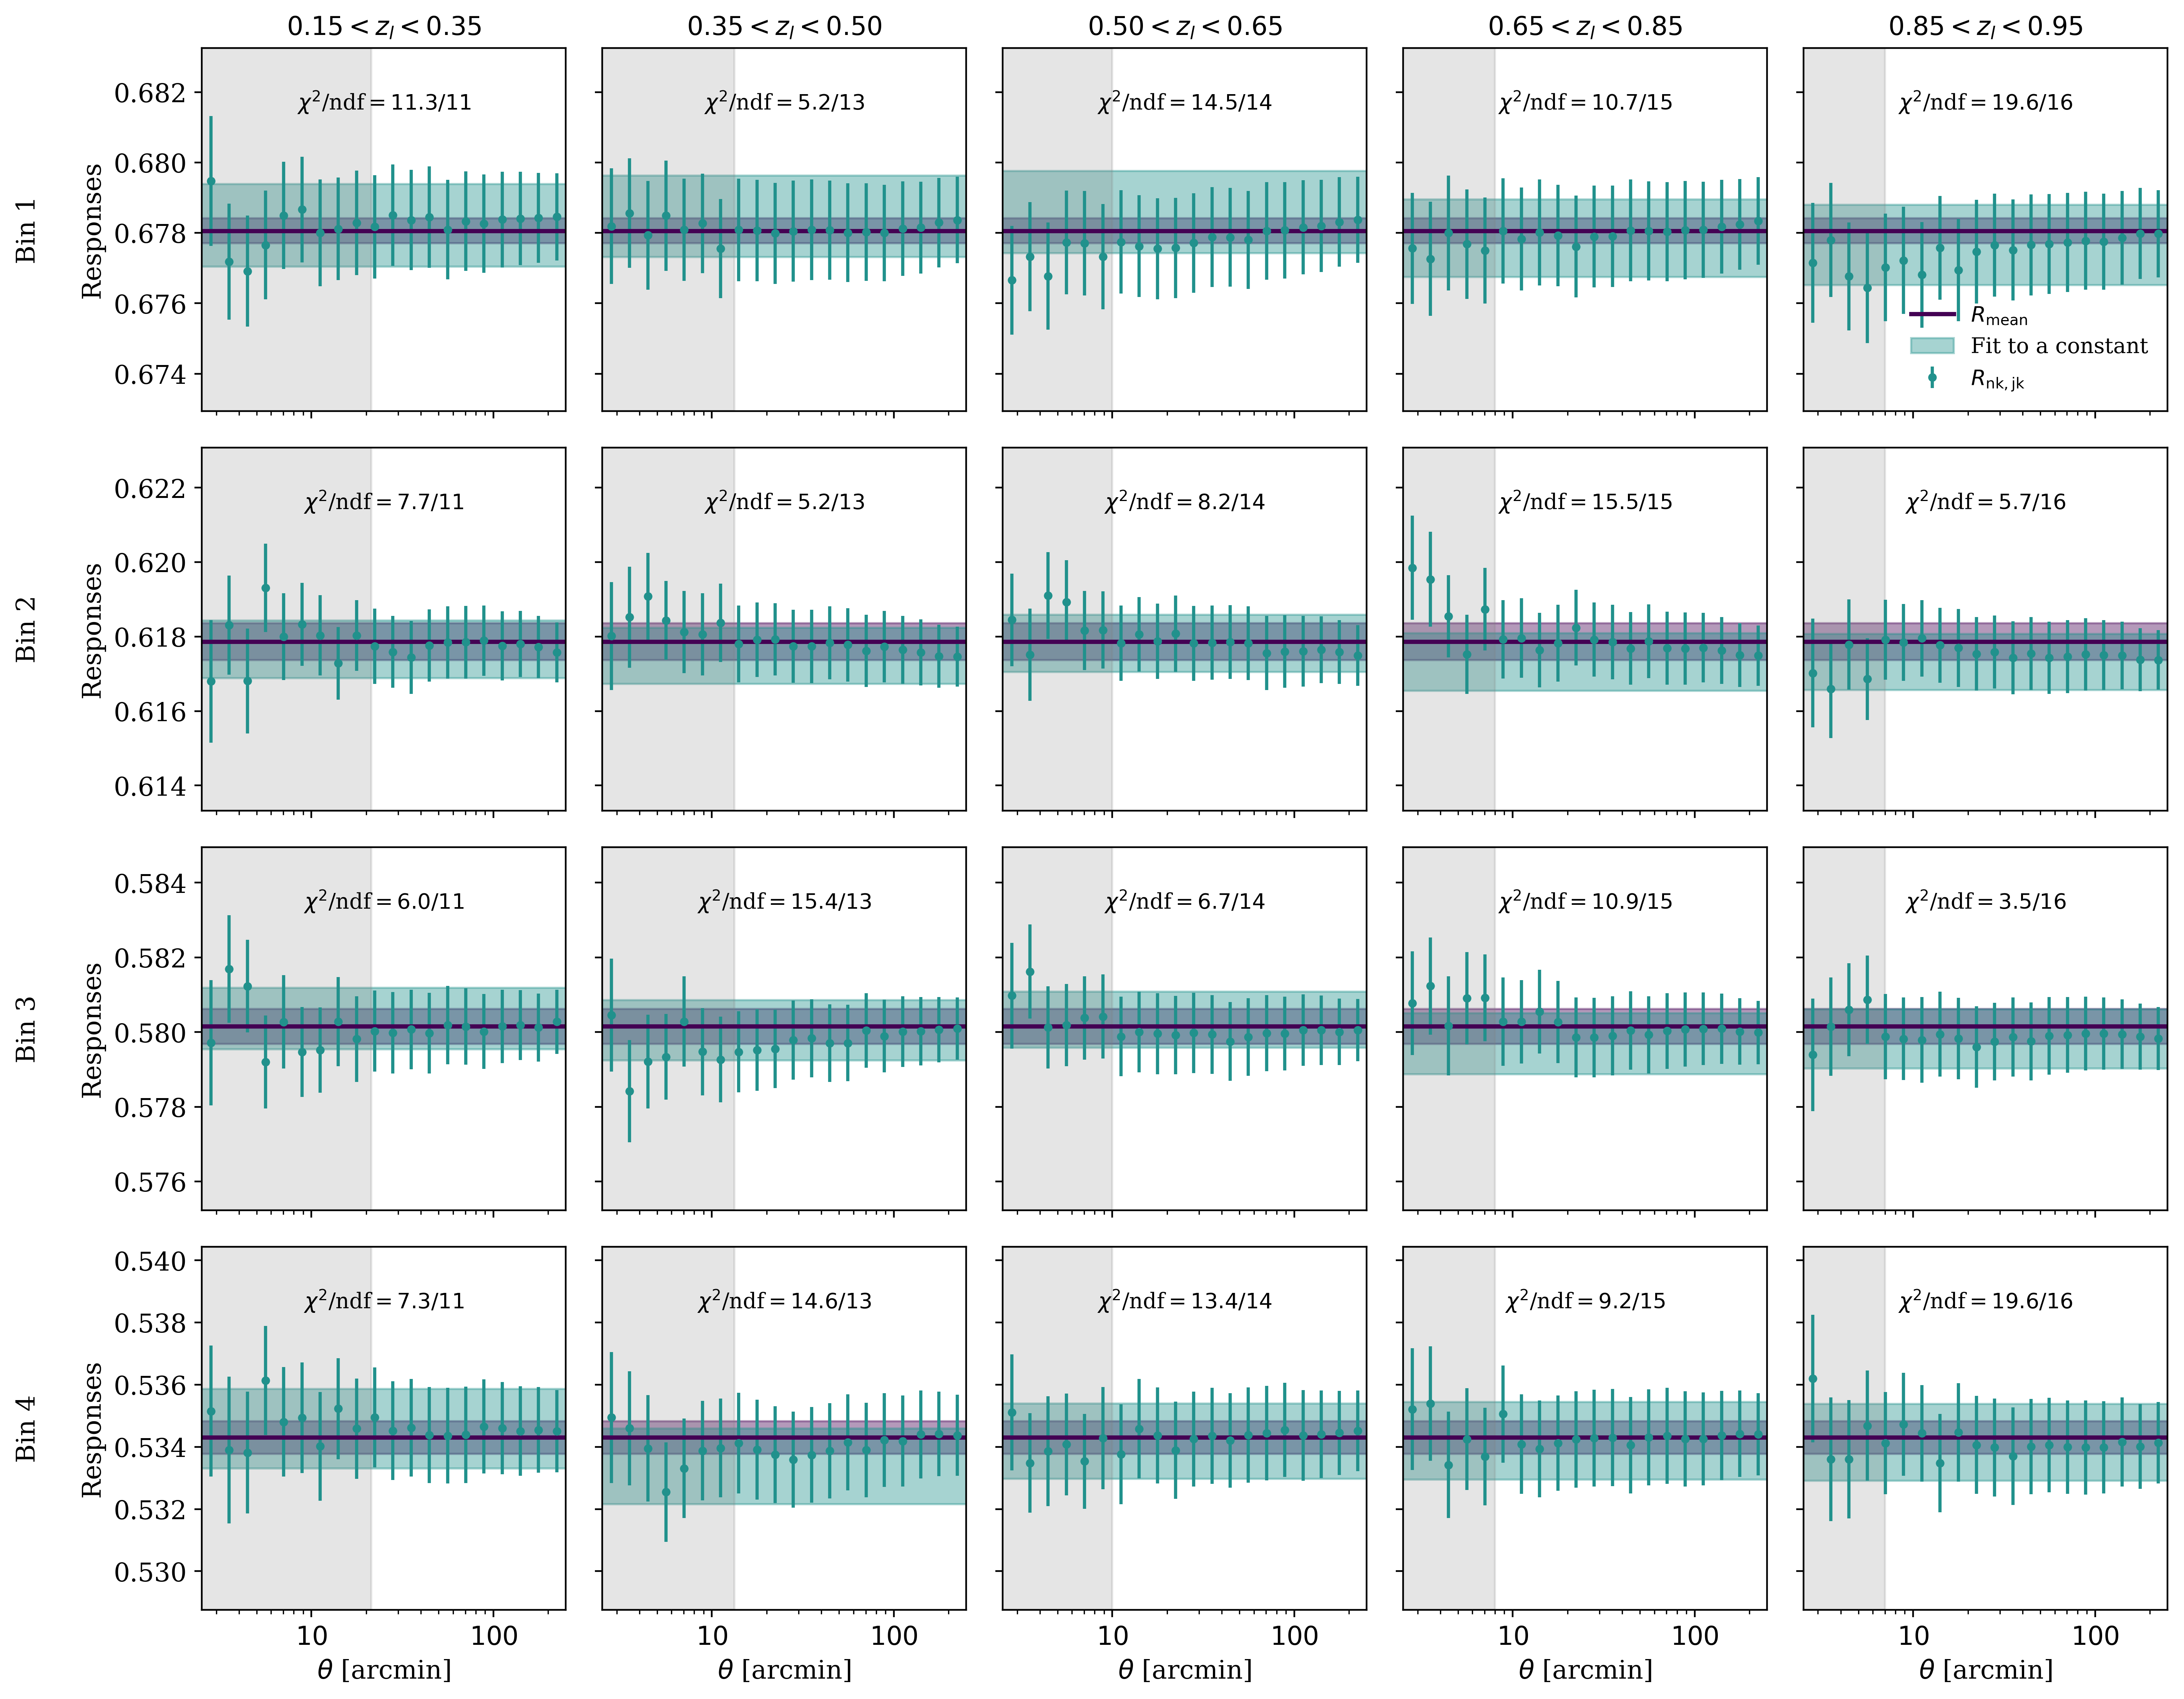 0.15 < z_l < 0.35 0.35 < z_l < 0.50 0.50 < z_l < 0.65 0.65 < z_l < 0.85 0.85 < z_l < 0.95
Bin 1
Responses
0.682
0.680
0.678
0.676
0.674
χ²/ndf = 11.3/11 χ²/ndf = 5.2/13 χ²/ndf = 14.5/14 χ²/ndf = 10.7/15 χ²/ndf = 19.6/16
R_mean
Fit to a constant
R_nk,jk
Bin 2
Responses
0.622
0.620
0.618
0.616
0.614
χ²/ndf = 7.7/11 χ²/ndf = 5.2/13 χ²/ndf = 8.2/14 χ²/ndf = 15.5/15 χ²/ndf = 5.7/16
Bin 3
Responses
0.584
0.582
0.580
0.578
0.576
χ²/ndf = 6.0/11 χ²/ndf = 15.4/13 χ²/ndf = 6.7/14 χ²/ndf = 10.9/15 χ²/ndf = 3.5/16
Bin 4
Responses
0.540
0.538
0.536
0.534
0.532
0.530
χ²/ndf = 7.3/11 χ²/ndf = 14.6/13 χ²/ndf = 13.4/14 χ²/ndf = 9.2/15 χ²/ndf = 19.6/16
10 100 10 100 10 100 10 100 10 100
θ [arcmin] θ [arcmin] θ [arcmin] θ [arcmin] θ [arcmin]